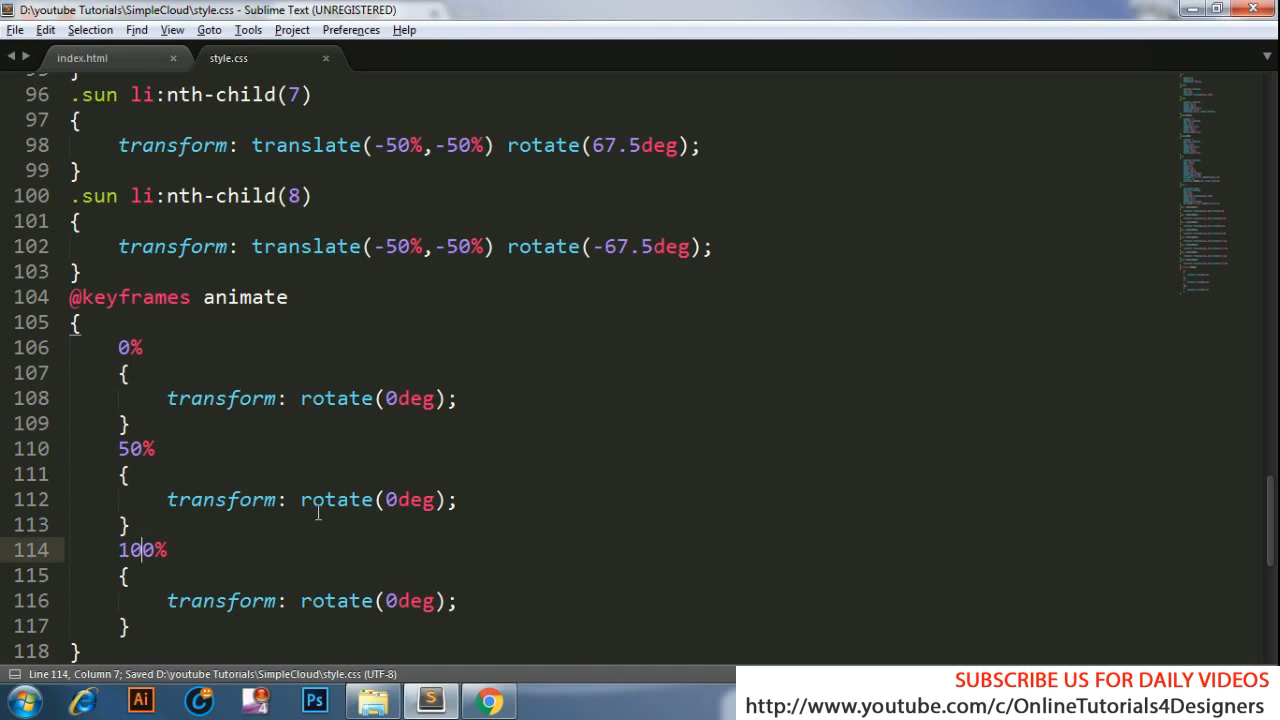 D:\youtube Tutorials\SimpleCloud\style.css - Sublime Text (UNREGISTERED)
File Edit Selection Find View Goto Tools Project Preferences Help
index.html × style.css ×
95 }
96 .sun li:nth-child(7)
97 {
98 transform: translate(-50%,-50%) rotate(67.5deg);
99 }
100 .sun li:nth-child(8)
101 {
102 transform: translate(-50%,-50%) rotate(-67.5deg);
103 }
104 @keyframes animate
105 {
106 0%
107 {
108 transform: rotate(0deg);
109 }
110 50%
111 {
112 transform: rotate(0deg);
113 }
114 100%
115 {
116 transform: rotate(0deg);
117 }
118 }
Line 114, Column 7; Saved D:\youtube Tutorials\SimpleCloud\style.css (UTF-8)
Ai 4 Ps S
SUBSCRIBE US FOR DAILY VIDEOS
http://www.youtube.com/c/OnlineTutorials4Designers